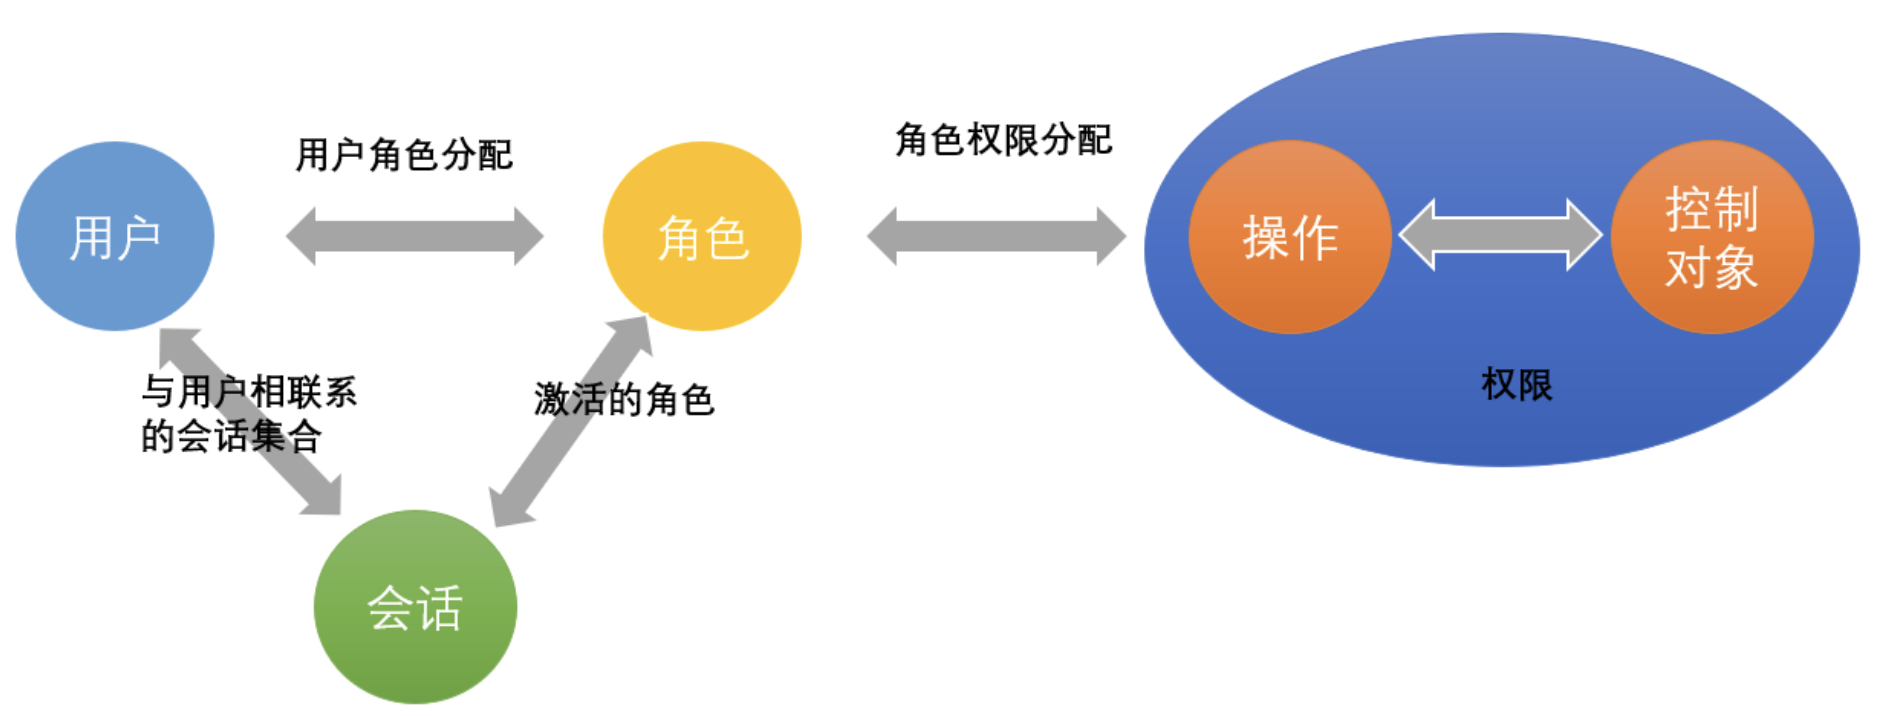 用户角色分配
角色权限分配
用户
角色
操作
控制
对象
与用户相联系
的会话集合
激活的角色
权限
会话